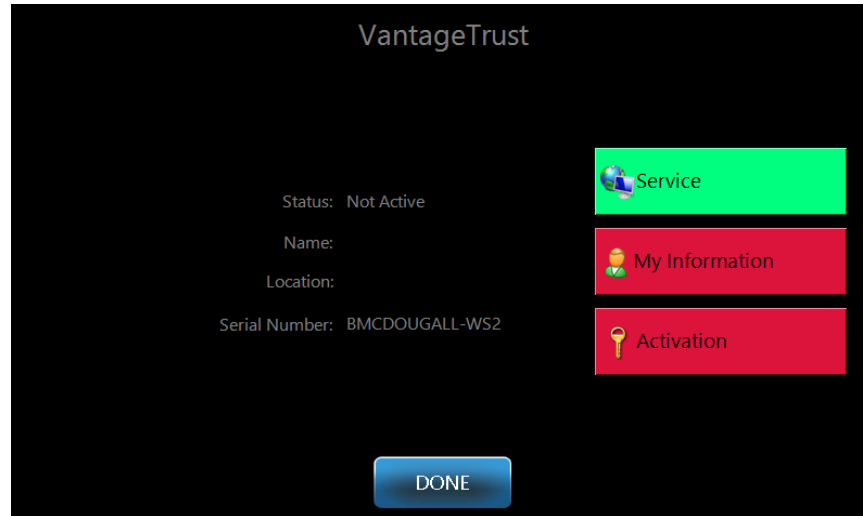 VantageTrust
Service
Status: Not Active
Name:
My Information
Location:
Serial Number: BMCDOUGALL-WS2
Activation
DONE